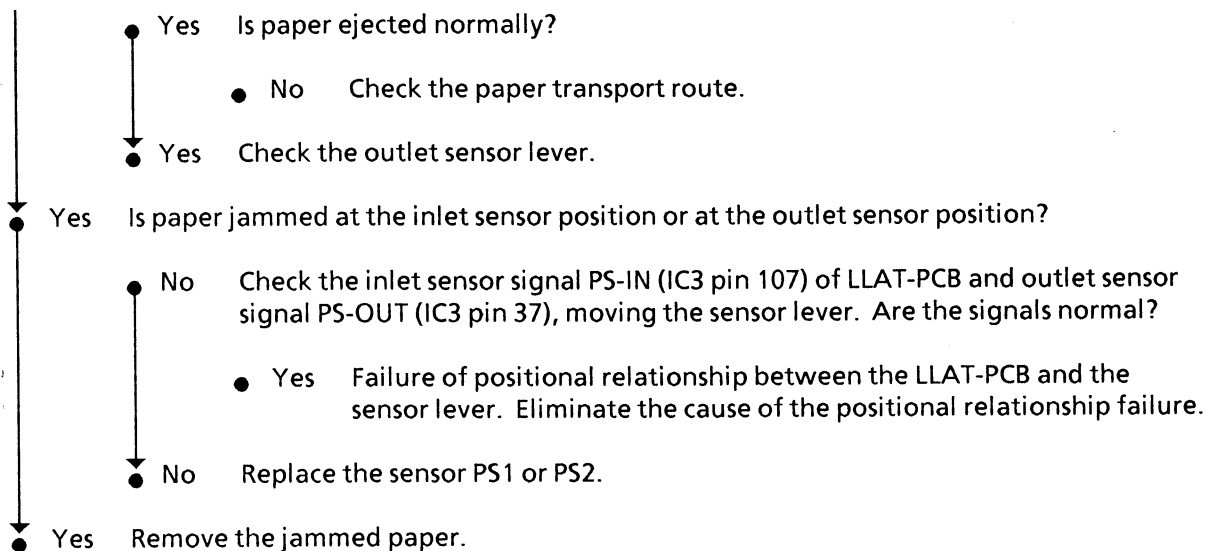 Yes Is paper ejected normally?
No Check the paper transport route.
Yes Check the outlet sensor lever.
Yes Is paper jammed at the inlet sensor position or at the outlet sensor position?
No Check the inlet sensor signal PS-IN (IC3 pin 107) of LLAT-PCB and outlet sensor
signal PS-OUT (IC3 pin 37), moving the sensor lever. Are the signals normal?
Yes Failure of positional relationship between the LLAT-PCB and the
sensor lever. Eliminate the cause of the positional relationship failure.
No Replace the sensor PS1 or PS2.
Yes Remove the jammed paper.